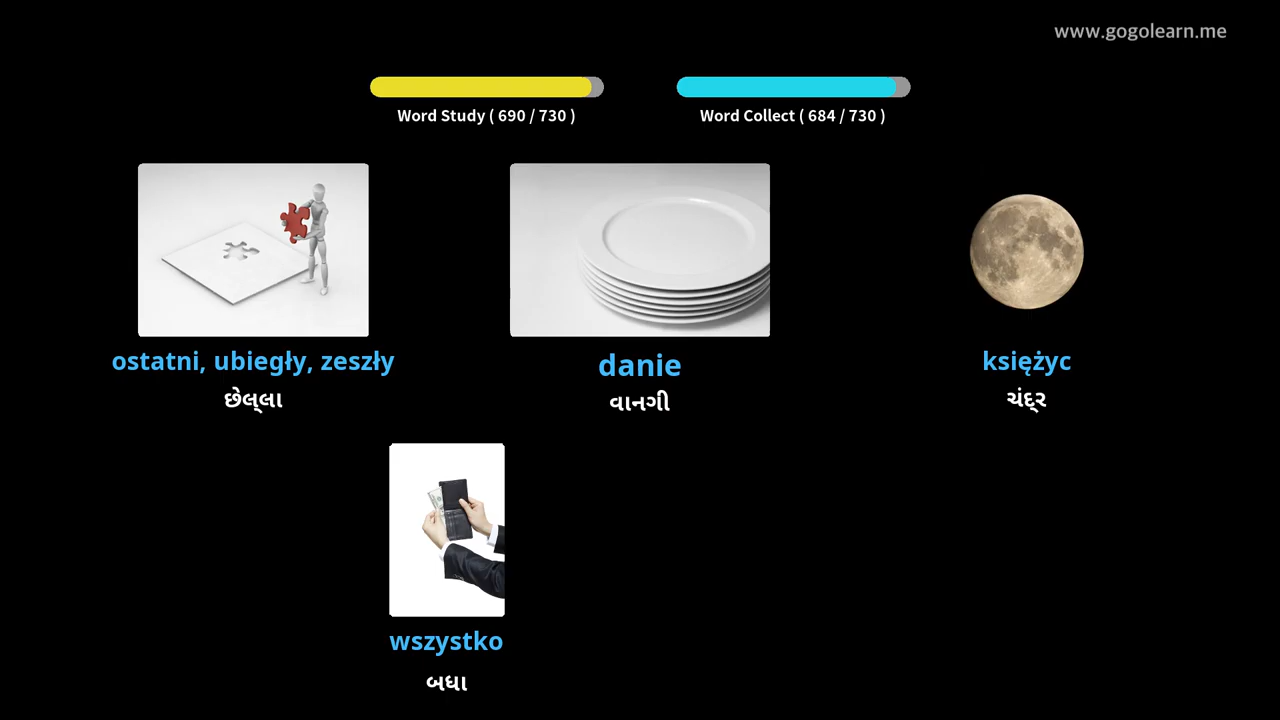 www.gogolearn.me
Word Study ( 690 / 730 )
Word Collect ( 684 / 730 )
ostatni, ubiegły, zeszły
છેલ્લા
danie
વાનગી
księżyc
ચંદ્ર
wszystko
બધા